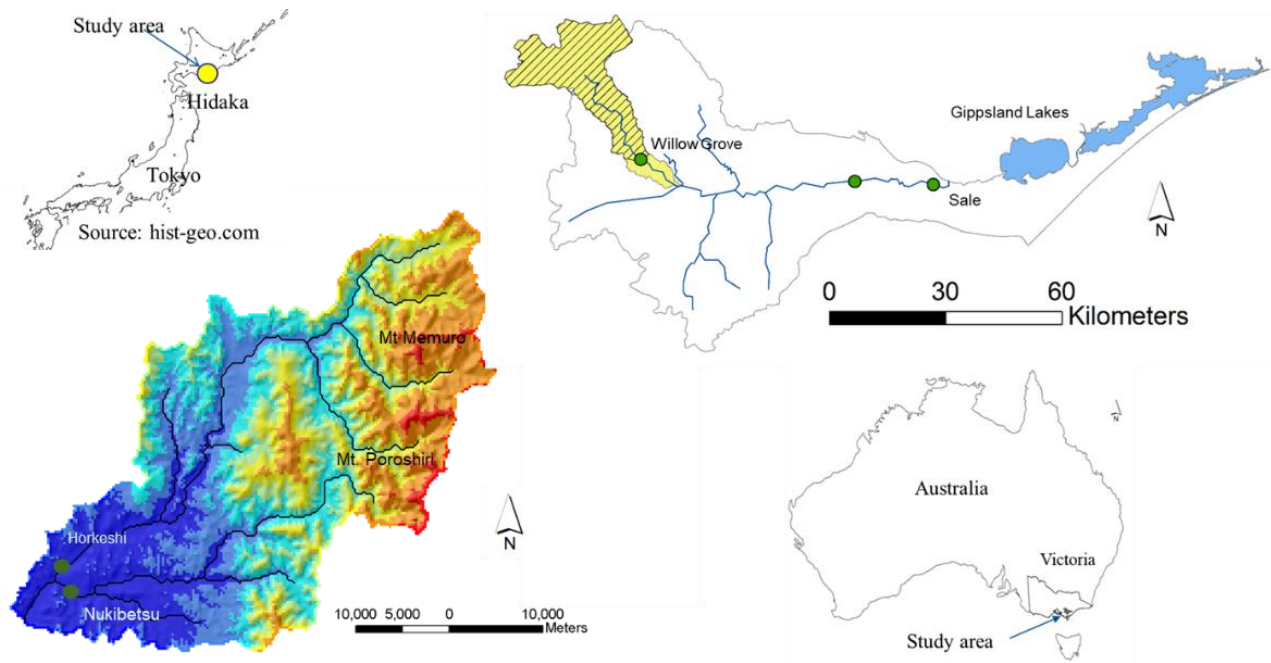 Study area
Hidaka
Tokyo
Source: hist-geo.com
Willow Grove
Gippsland Lakes
Sale
N
0 30 60
Kilometers
Mt Memuro
Mt. Poroshiri
Horkeshi
Nukibetsu
N
10,000 5,000 0 10,000
Meters
N
Australia
Victoria
Study area